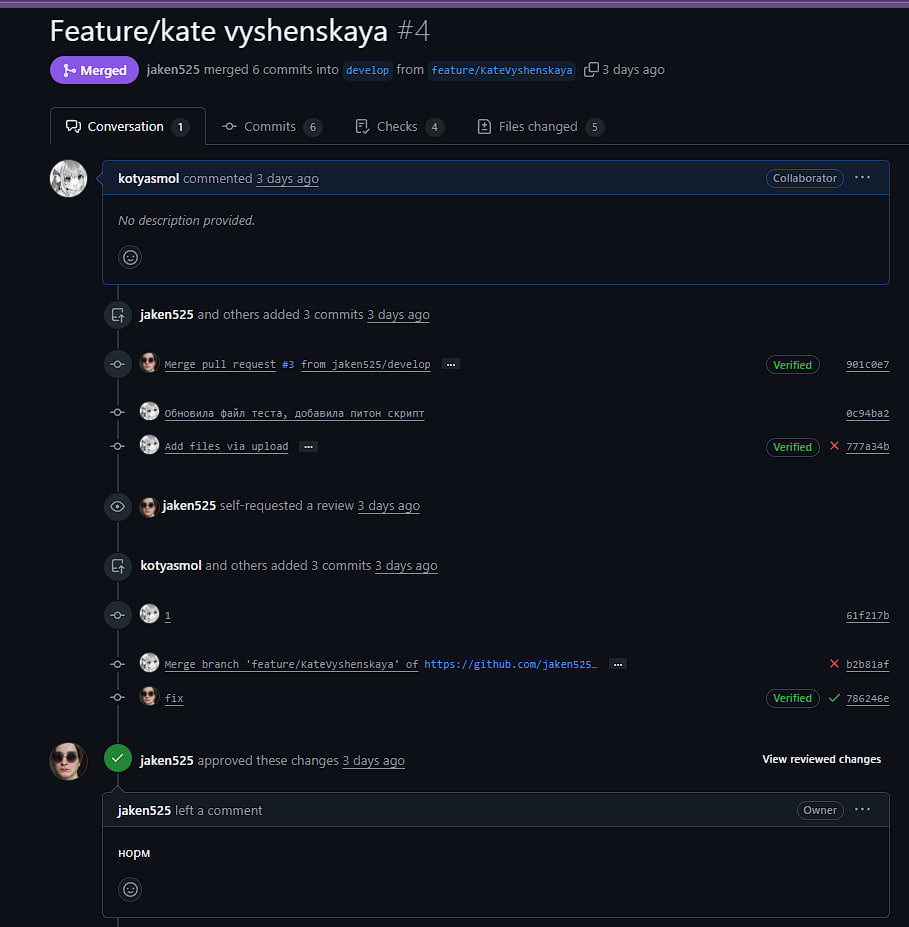 Feature/kate vyshenskaya #4
Merged jaken525 merged 6 commits into develop from feature/KateVyshenskaya 3 days ago
Conversation 1 Commits 6 Checks 4 Files changed 5
kotyasmol commented 3 days ago Collaborator ...
No description provided.
jaken525 and others added 3 commits 3 days ago
Merge pull request #3 from jaken525/develop ... Verified 901c0e7
Обновила файл теста, добавила питон скрипт 0c94ba2
Add files via upload ... Verified 777a34b
jaken525 self-requested a review 3 days ago
kotyasmol and others added 3 commits 3 days ago
1 61f217b
Merge branch 'feature/KateVyshenskaya' of https://github.com/jaken525… ... b2b81af
fix Verified 786246e
jaken525 approved these changes 3 days ago View reviewed changes
jaken525 left a comment Owner ...
норм